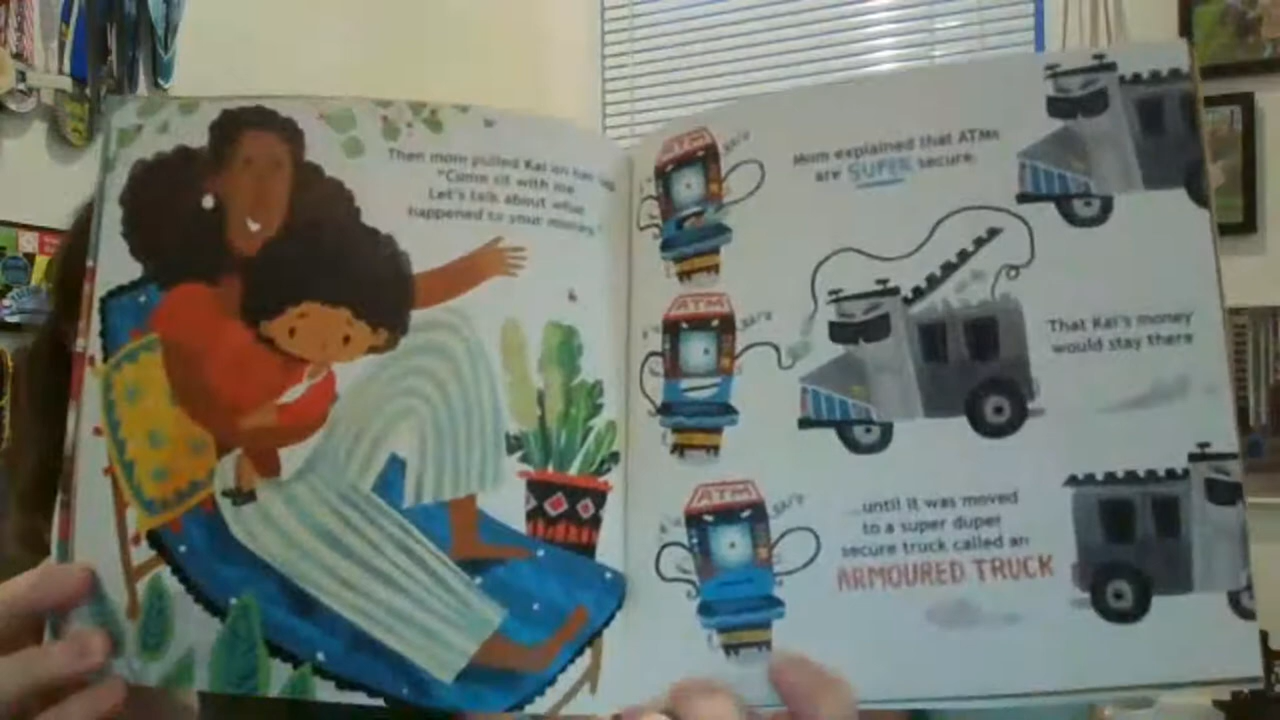 Then mom pulled Kai on her lap
"Come sit with me
Let's talk about what
happened to your money."
Mom explained that ATMs
are SUPER secure.
ATM
ATM
That Kai's money
would stay there
ATM
...until it was moved
to a super duper
secure truck called an
ARMOURED TRUCK